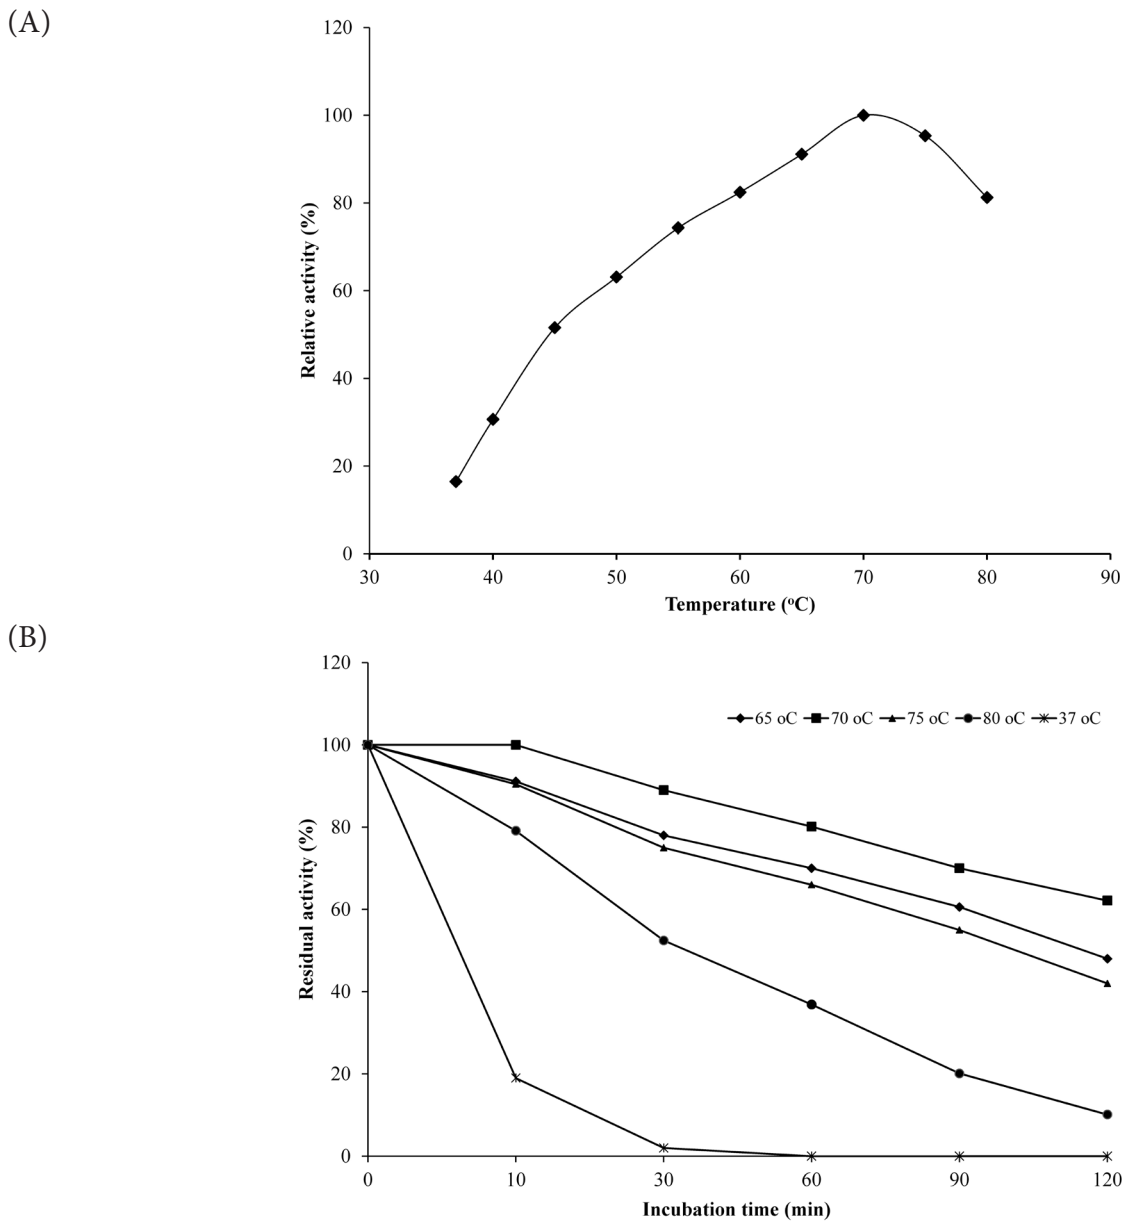 (A)
120
100
80
60
40
20
0
30 40 50 60 70 80 90
Relative activity (%)
Temperature (°C)
(B)
120
100
80
60
40
20
0
65 oC 70 oC 75 oC 80 oC 37 oC
Residual activity (%)
0 10 30 60 90 120
Incubation time (min)